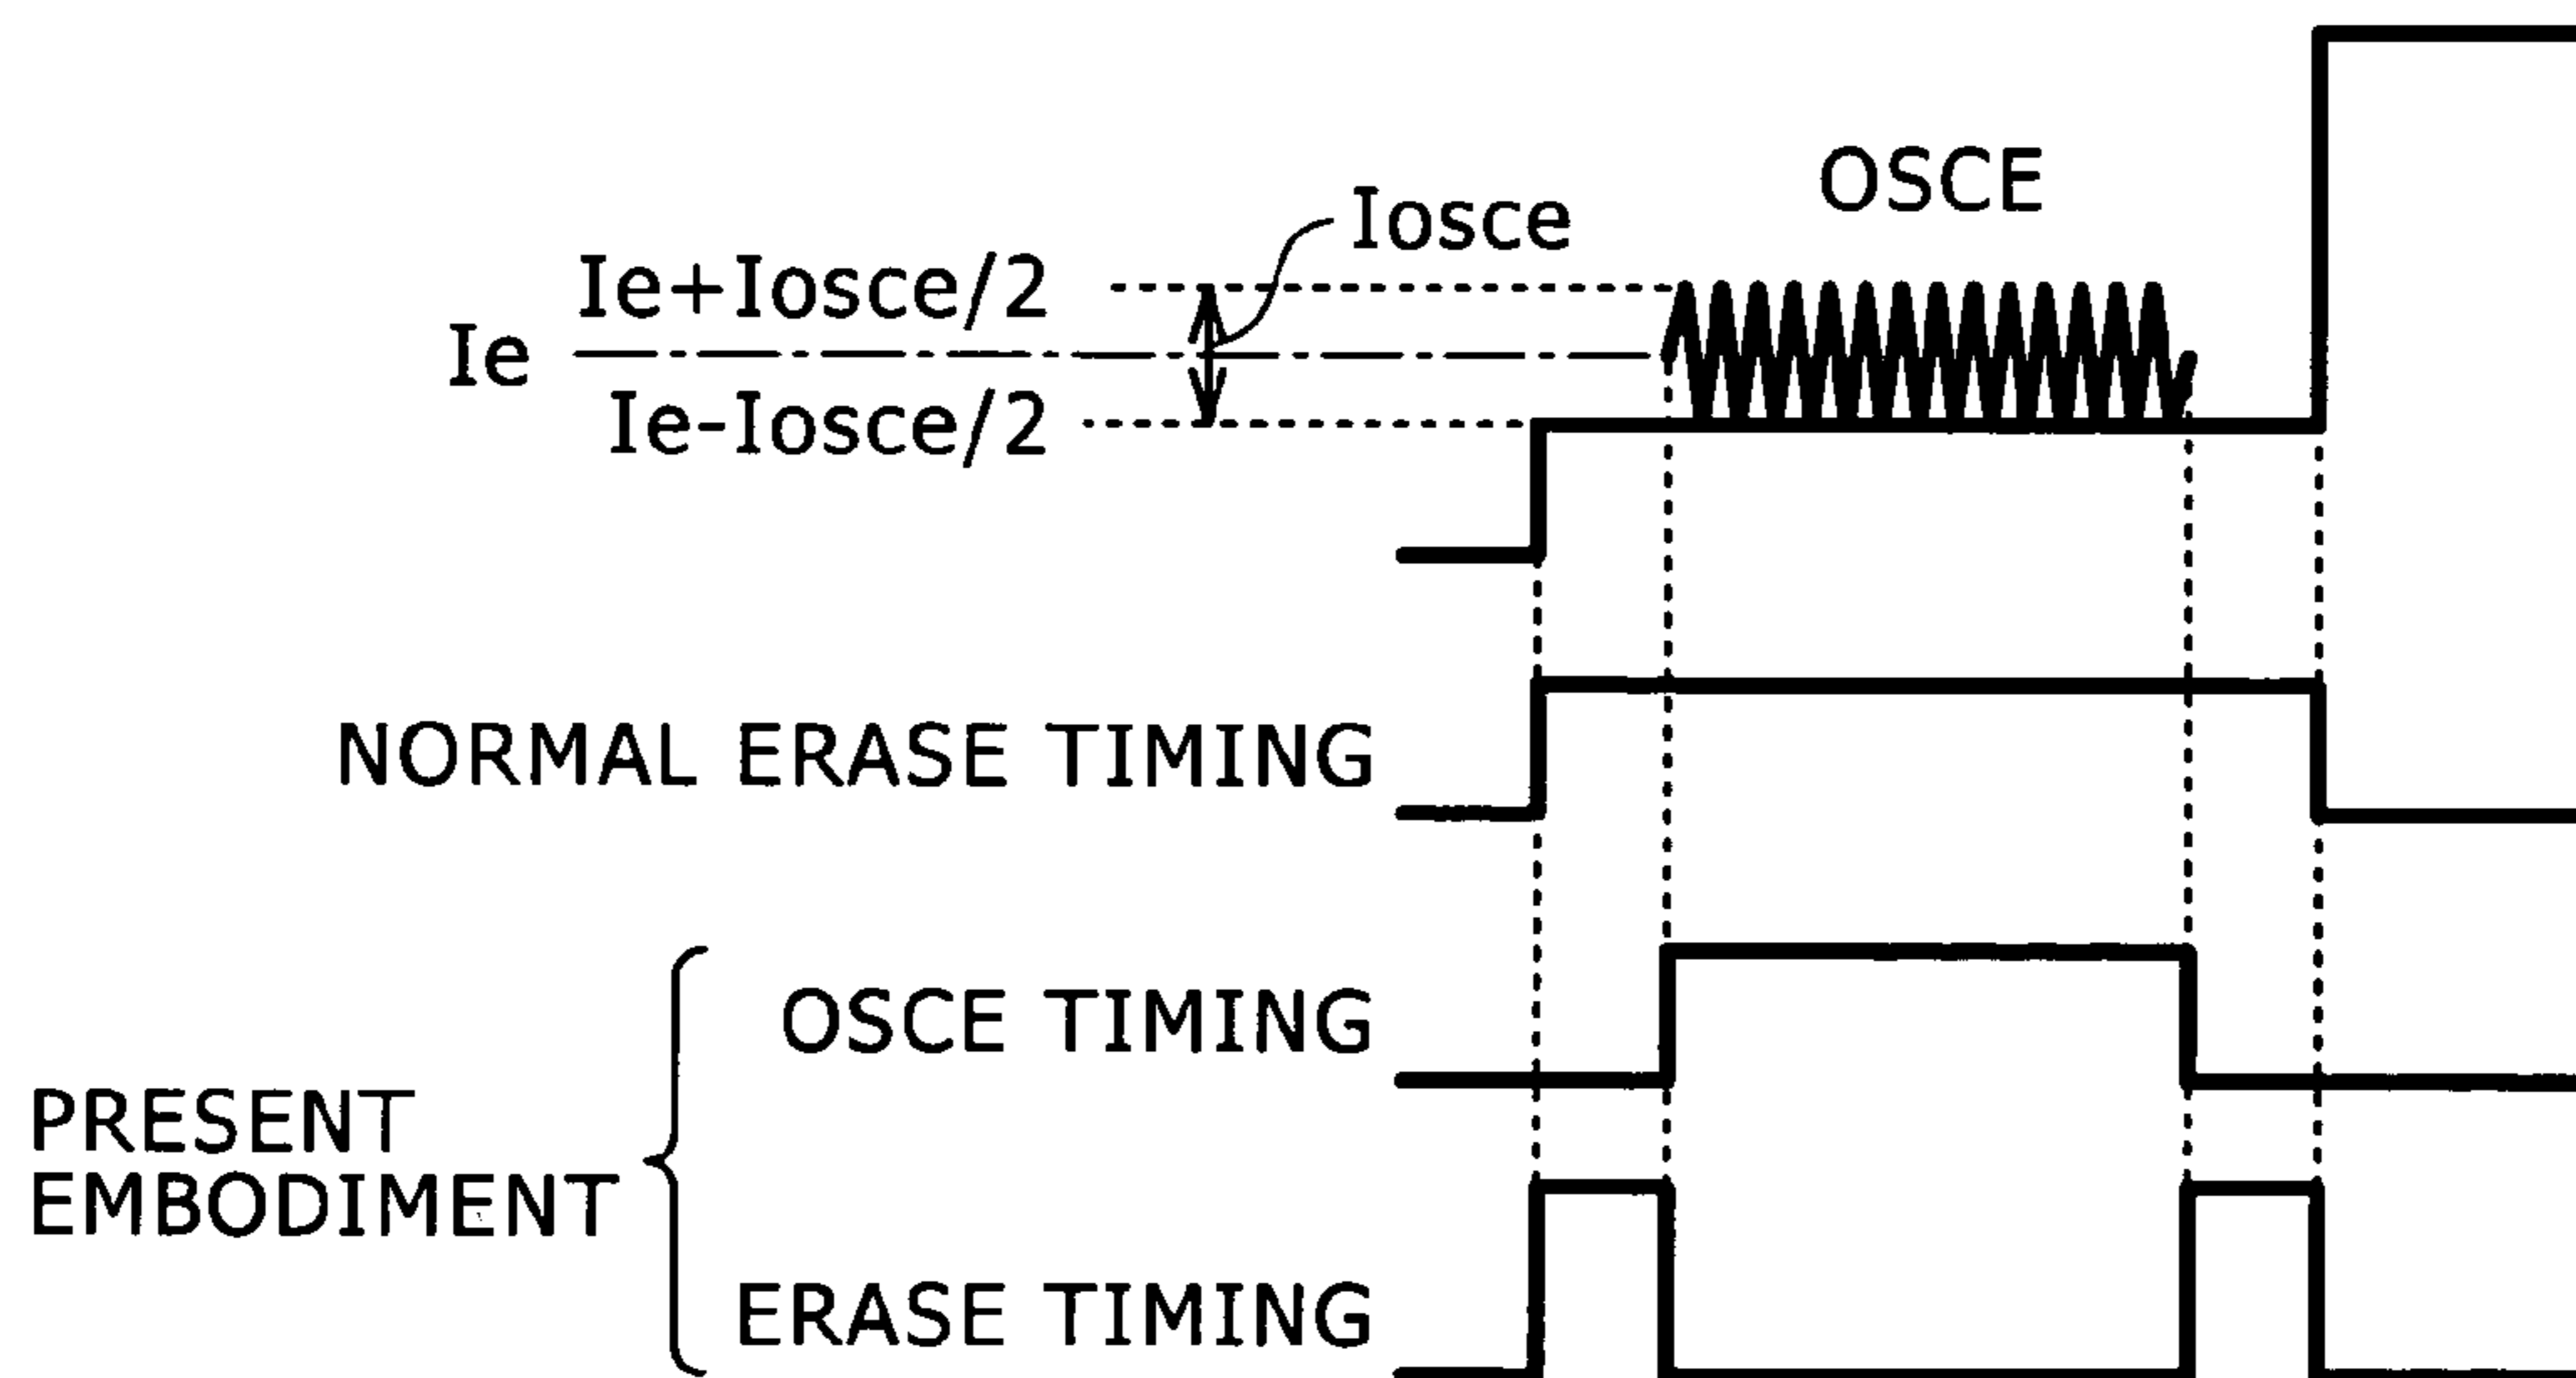 OSCE
Iosce
Ie+Iosce/2
Ie
Ie-Iosce/2
NORMAL ERASE TIMING
OSCE TIMING
PRESENT
EMBODIMENT
ERASE TIMING